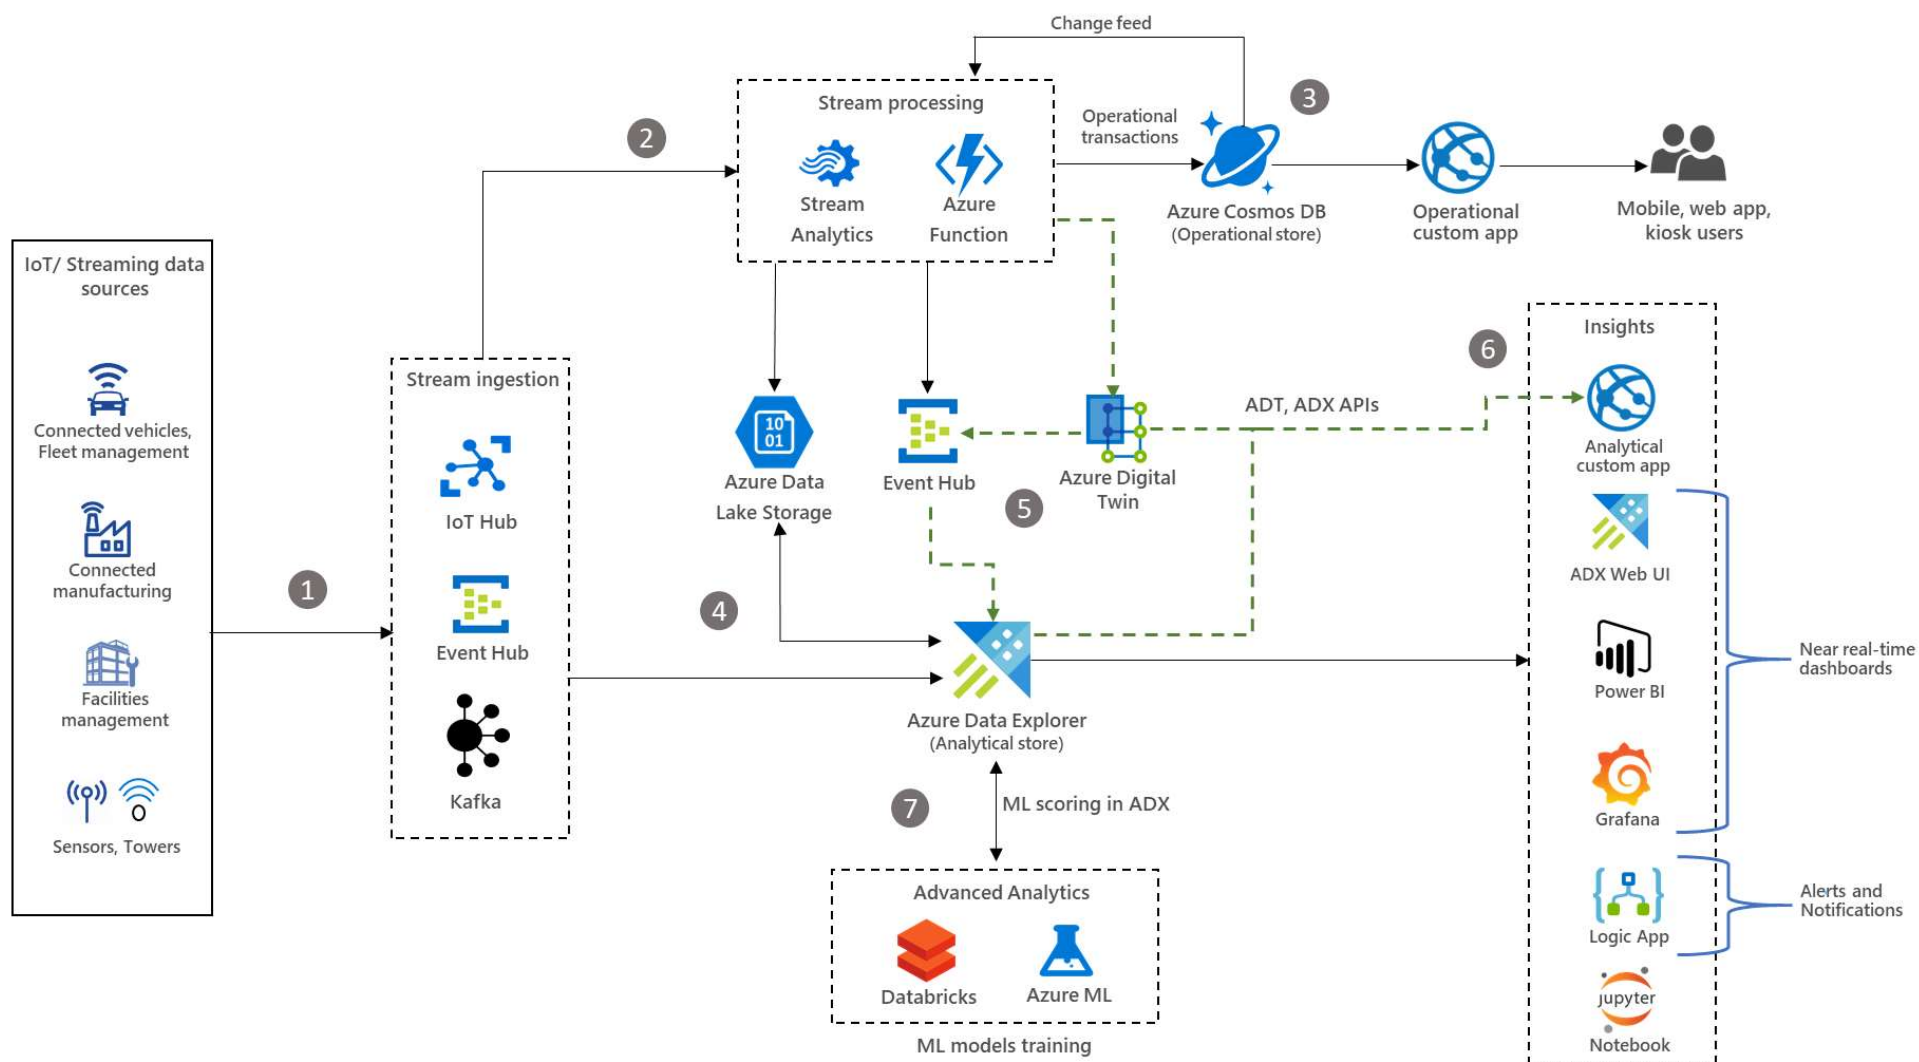 Change feed
2
Stream processing
Stream
Analytics
Azure
Function
Operational
transactions
3
Azure Cosmos DB
(Operational store)
Operational
custom app
Mobile, web app,
kiosk users
IoT/ Streaming data
sources
Connected vehicles,
Fleet management
Connected
manufacturing
Facilities
management
Sensors, Towers
1
Stream ingestion
IoT Hub
Event Hub
Kafka
10
01
Azure Data
Lake Storage
Event Hub
5
Azure Digital
Twin
ADT, ADX APIs
6
4
Azure Data Explorer
(Analytical store)
7
ML scoring in ADX
Advanced Analytics
Databricks
Azure ML
ML models training
Insights
Analytical
custom app
ADX Web UI
Power BI
Grafana
Near real-time
dashboards
Logic App
Alerts and
Notifications
Jupyter
Notebook